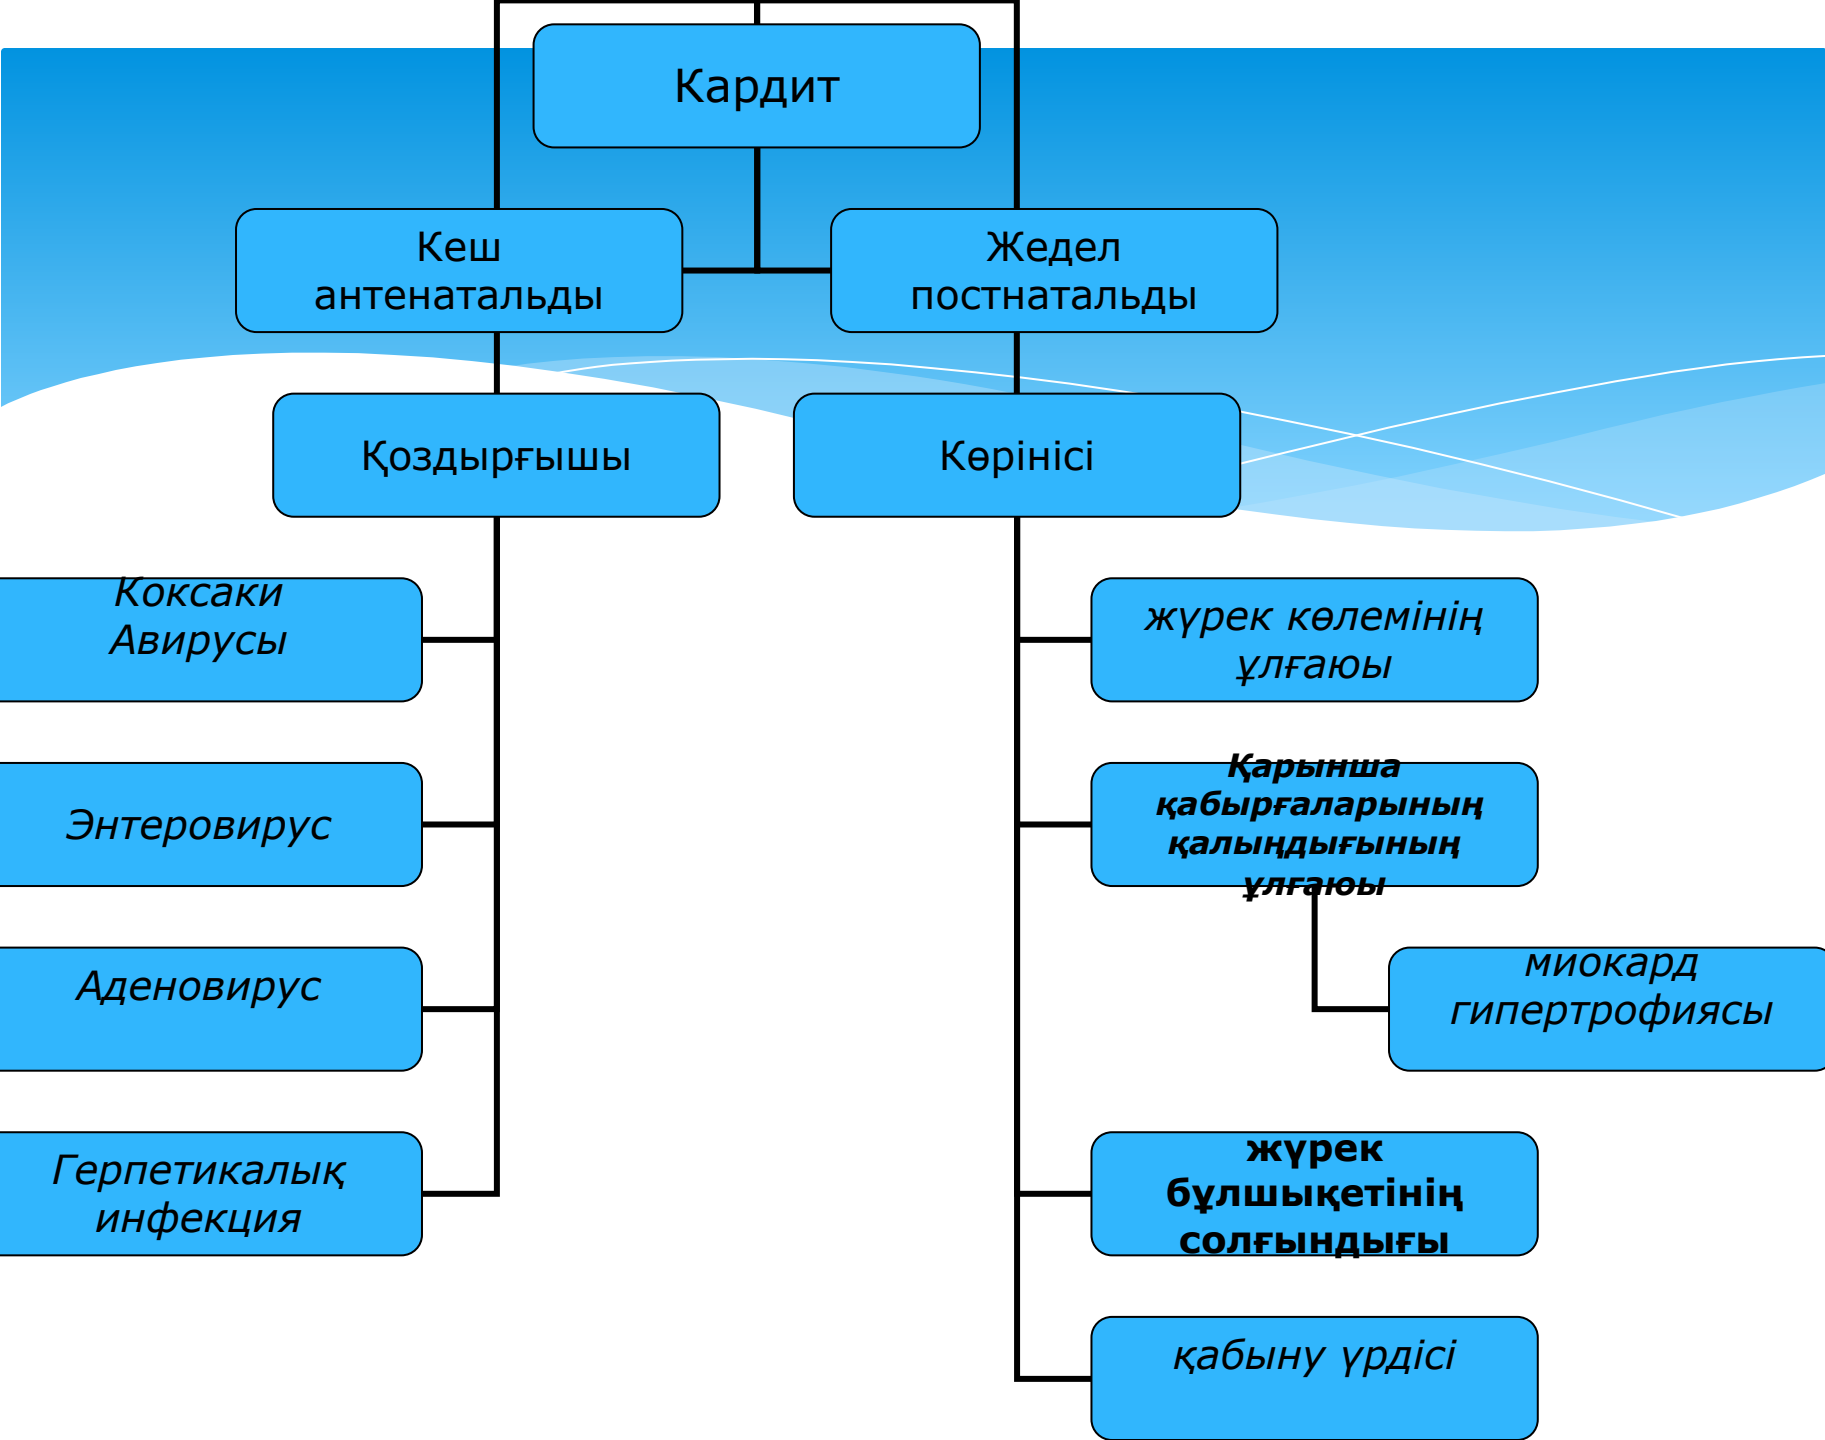 Кардит
Кеш
антенатальды
Жедел
постнатальды
Қоздырғышы
Көрінісі
Коксаки
Авирусы
Энтеровирус
Аденовирус
Герпетикалық
инфекция
жүрек көлемінің
ұлғаюы
Қарынша
қабырғаларының
қалыңдығының
ұлғаюы
миокард
гипертрофиясы
жүрек
бұлшықетінің
солғындығы
қабыну үрдісі